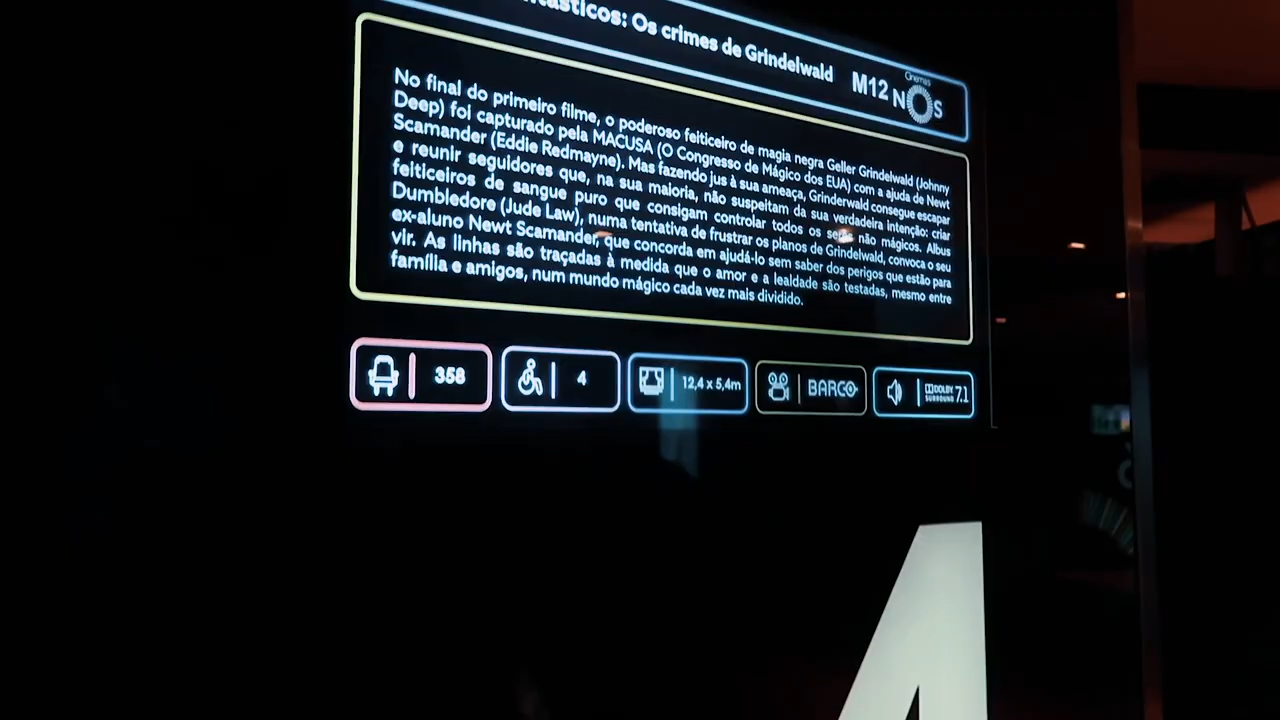 tásticos: Os crimes de Grindelwald
M12
Cinemas
NOS
No final do primeiro filme, o poderoso feiticeiro de magia negra Geller Grindelwald (Johnny
Deep) foi capturado pela MACUSA (O Congresso de Mágico dos EUA) com a ajuda de Newt
Scamander (Eddie Redmayne). Mas fazendo jus à sua ameaça, Grinderwald consegue escapar
e reunir seguidores que, na sua maioria, não suspeitam da sua verdadeira intenção: criar
feiticeiros de sangue puro que consigam controlar todos os seres não mágicos. Albus
Dumbledore (Jude Law), numa tentativa de frustrar os planos de Grindelwald, convoca o seu
ex-aluno Newt Scamander, que concorda em ajudá-lo sem saber dos perigos que estão para
vir. As linhas são traçadas à medida que o amor e a lealdade são testadas, mesmo entre
família e amigos, num mundo mágico cada vez mais dividido.
358
4
12,4 x 5,4m
BARCO
DOLBY SURROUND 7.1
4